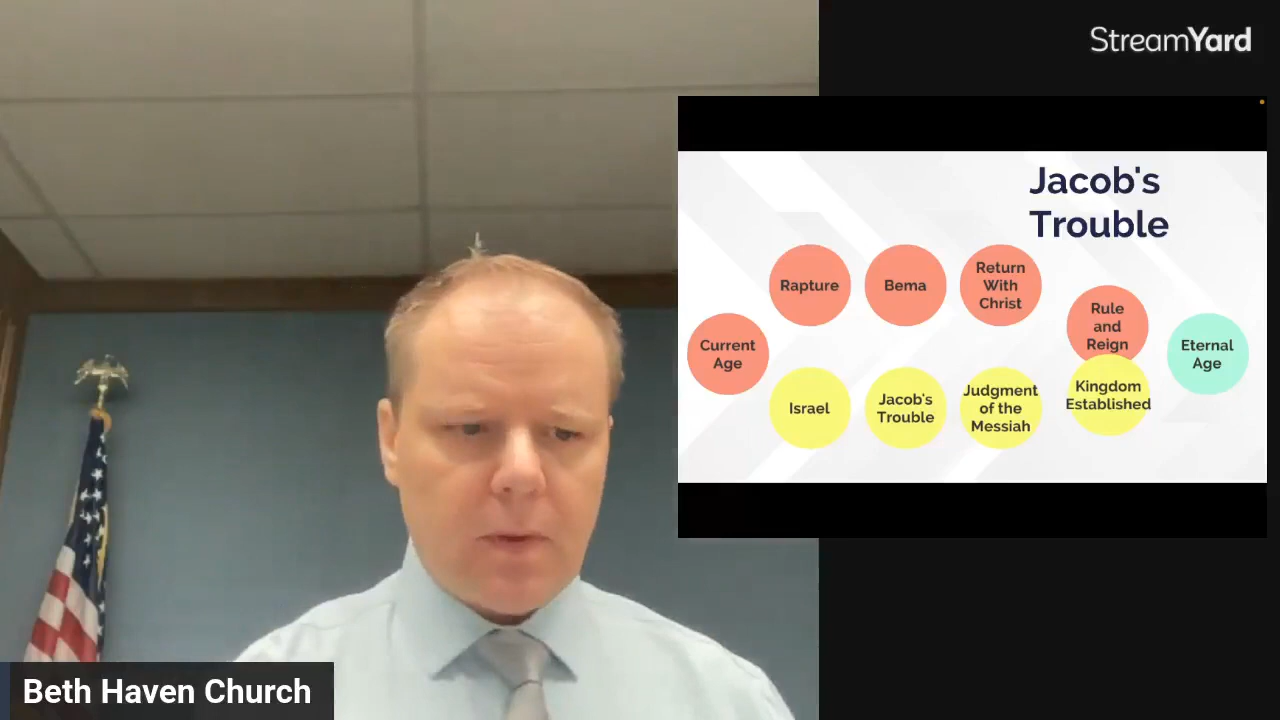 StreamYard
Jacob's
Trouble
Rapture
Bema
Return
With
Christ
Rule
and
Reign
Current
Age
Eternal
Age
Israel
Jacob's
Trouble
Judgment
of the
Messiah
Kingdom
Established
Beth Haven Church